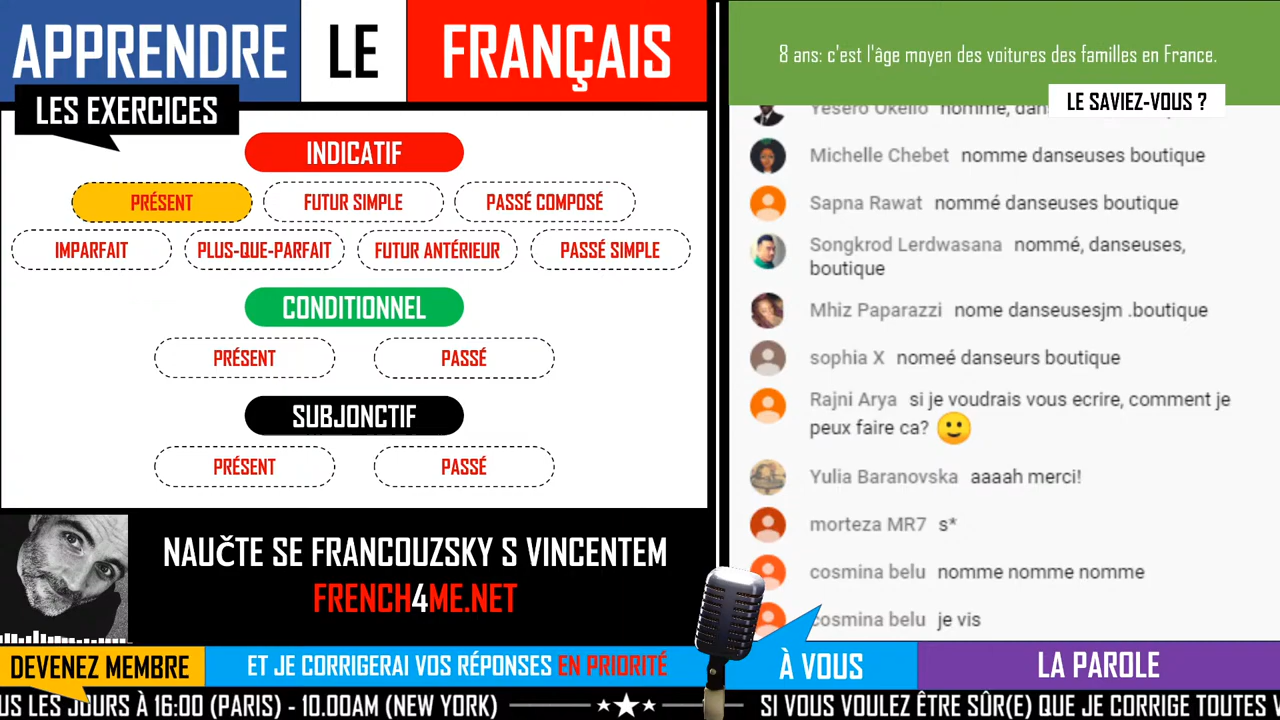 APPRENDRE LE FRANÇAIS
LES EXERCICES
INDICATIF
PRÉSENT FUTUR SIMPLE PASSÉ COMPOSÉ
IMPARFAIT PLUS-QUE-PARFAIT FUTUR ANTÉRIEUR PASSÉ SIMPLE
CONDITIONNEL
PRÉSENT PASSÉ
SUBJONCTIF
PRÉSENT PASSÉ
NAUČTE SE FRANCOUZSKY S VINCENTEM
FRENCH4ME.NET
8 ans: c'est l'âge moyen des voitures des familles en France.
LE SAVIEZ-VOUS ?
Yesero Okello nommé,
Michelle Chebet nomme danseuses boutique
Sapna Rawat nommé danseuses boutique
Songkrod Lerdwasana nommé, danseuses,
boutique
Mhiz Paparazzi nome danseusesjm .boutique
sophia X nomeé danseurs boutique
Rajni Arya si je voudrais vous ecrire, comment je
peux faire ca? 🙂
Yulia Baranovska aaaah merci!
morteza MR7 s*
cosmina belu nomme nomme nomme
cosmina belu je vis
DEVENEZ MEMBRE ET JE CORRIGERAI VOS RÉPONSES EN PRIORITÉ À VOUS LA PAROLE
US LES JOURS À 16:00 (PARIS) - 10.00AM (NEW YORK) SI VOUS VOULEZ ÊTRE SÛR(E) QUE JE CORRIGE TOUTES V